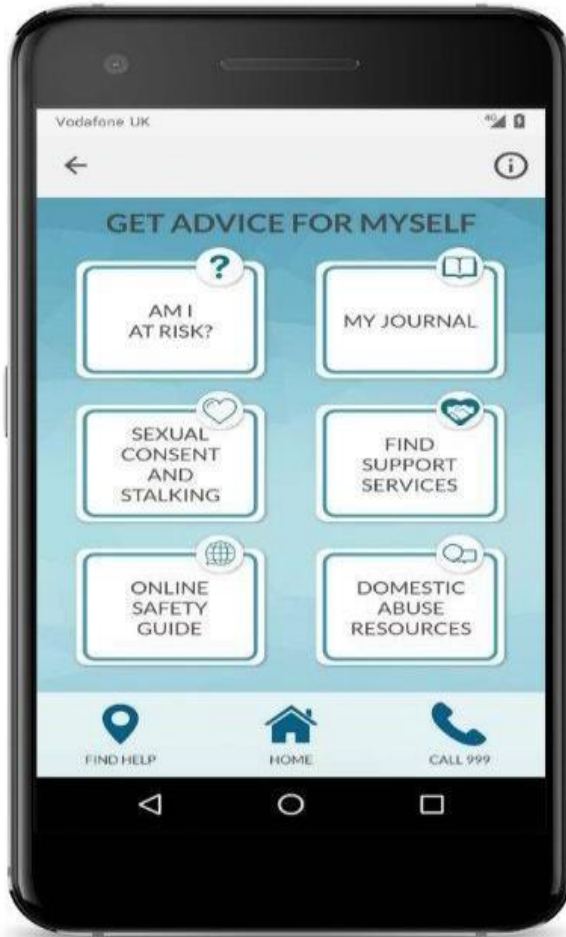 Vodafone UK
4G
GET ADVICE FOR MYSELF
?
AM I
AT RISK?
MY JOURNAL
SEXUAL
CONSENT
AND
STALKING
FIND
SUPPORT
SERVICES
ONLINE
SAFETY
GUIDE
DOMESTIC
ABUSE
RESOURCES
FIND HELP
HOME
CALL 999